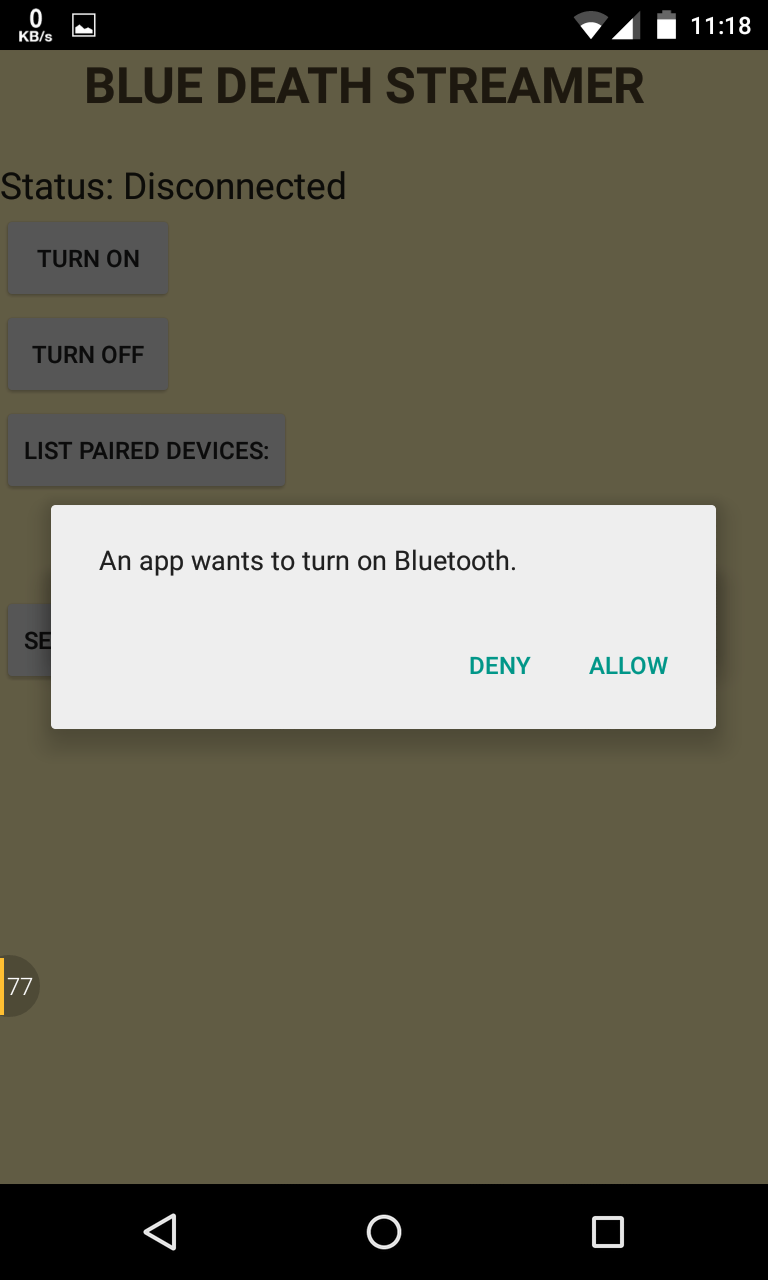 0
KB/s
11:18
BLUE DEATH STREAMER
Status: Disconnected
TURN ON
TURN OFF
LIST PAIRED DEVICES:
An app wants to turn on Bluetooth.
SE
DENY ALLOW
77